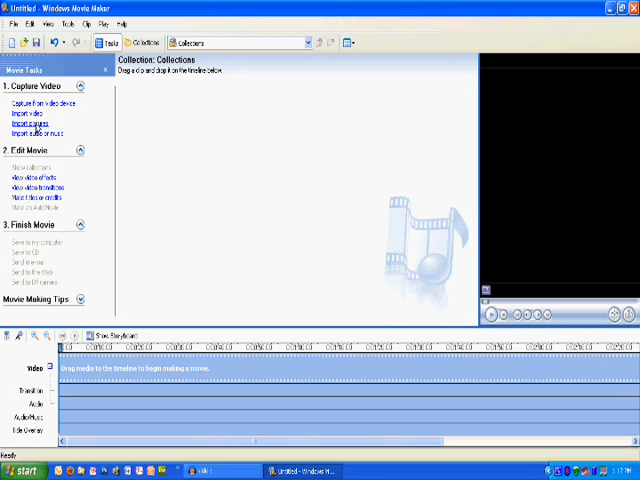 Untitled - Windows Movie Maker
File Edit View Tools Clip Play Help
Tasks Collections Collections
Movie Tasks
Collection: Collections
Drag a clip and drop it on the timeline below.
1. Capture Video
Capture from video device
Import video
Import pictures
Import audio or music
2. Edit Movie
Show collections
View video effects
View video transitions
Make titles or credits
Make an AutoMovie
3. Finish Movie
Save to my computer
Save to CD
Send in e-mail
Send to the Web
Send to DV camera
Movie Making Tips
Show Storyboard
Video
Drag media to the timeline to begin making a movie.
Transition
Audio
Audio/Music
Title Overlay
Ready
start
Untitled - Windows M...